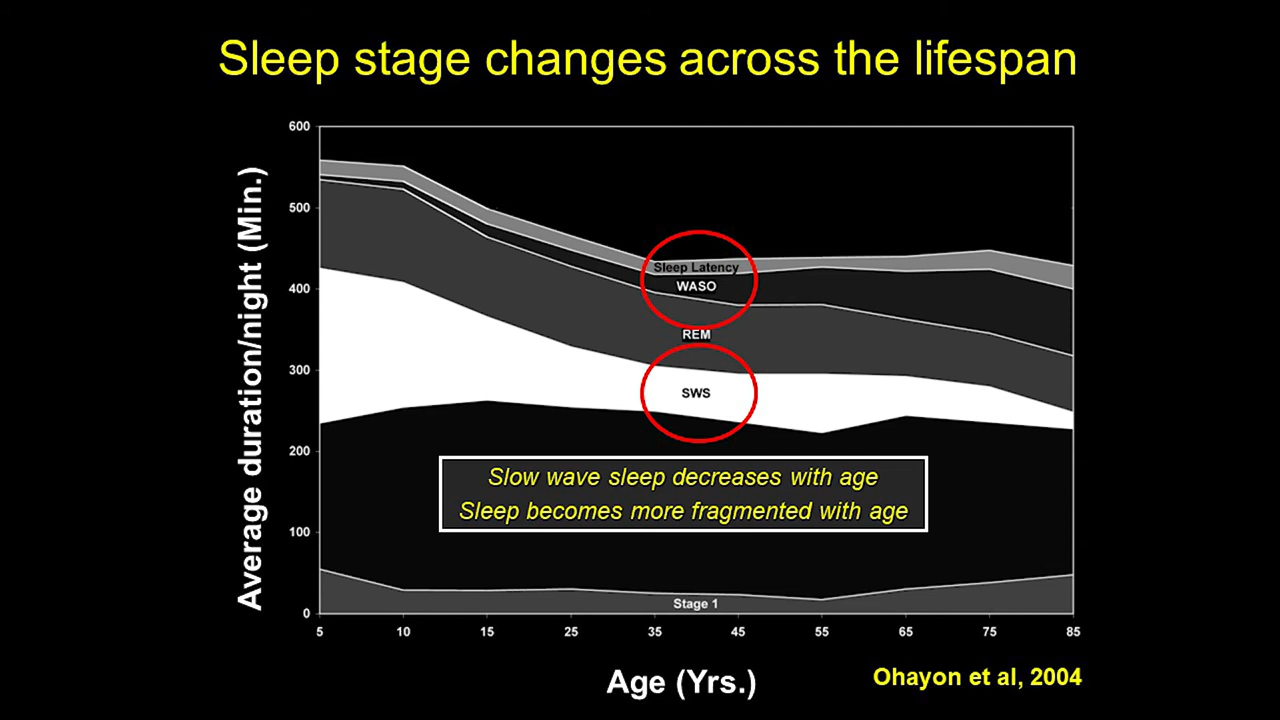 Sleep stage changes across the lifespan
Average duration/night (Min.)
600
500
400
300
200
100
0
Sleep Latency
WASO
REM
SWS
Slow wave sleep decreases with age
Sleep becomes more fragmented with age
Stage 1
5 10 15 25 35 45 55 65 75 85
Age (Yrs.)
Ohayon et al, 2004